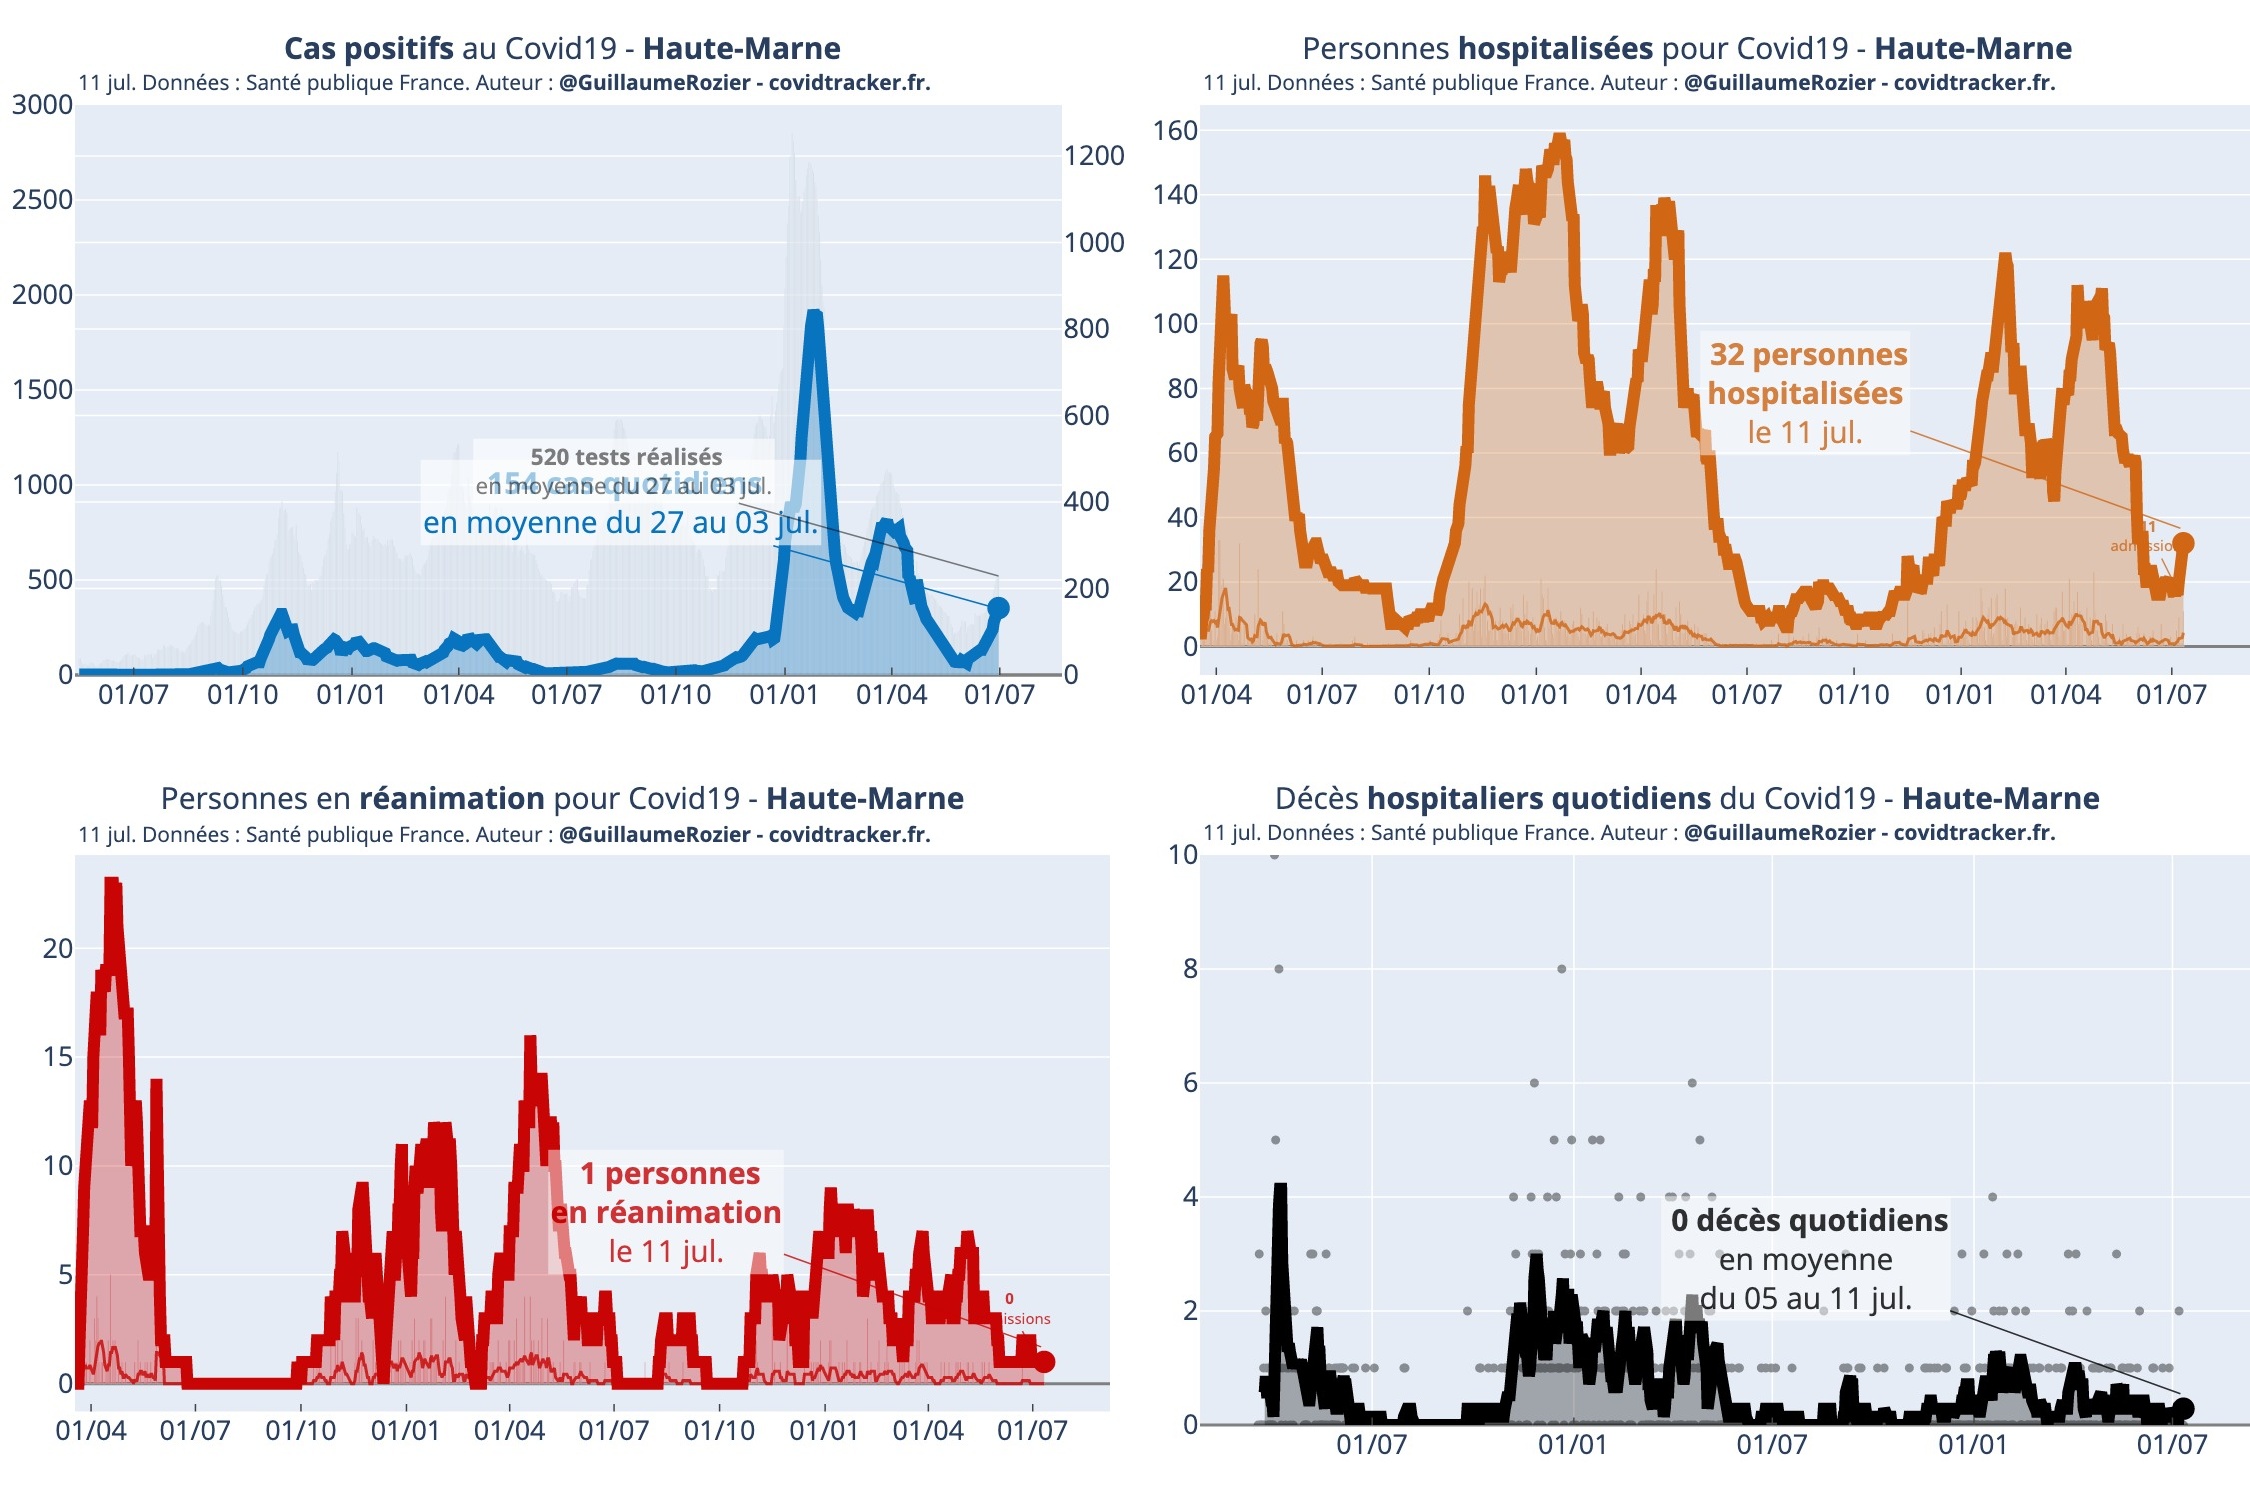 Cas positifs au Covid19 - Haute-Marne
11 jul. Données : Santé publique France. Auteur : @GuillaumeRozier - covidtracker.fr.
3000
2500
2000
1500
1000
500
0
1200
1000
800
600
400
200
0
520 tests réalisés
en moyenne du 27 au 03 jul.
154 cas quotidiens
en moyenne du 27 au 03 jul.
01/07 01/10 01/01 01/04 01/07 01/10 01/01 01/04 01/07
Personnes hospitalisées pour Covid19 - Haute-Marne
11 jul. Données : Santé publique France. Auteur : @GuillaumeRozier - covidtracker.fr.
160
140
120
100
80
60
40
20
0
32 personnes
hospitalisées
le 11 jul.
11
01/04 01/07 01/10 01/01 01/04 01/07 01/10 01/01 01/04 01/07
Personnes en réanimation pour Covid19 - Haute-Marne
11 jul. Données : Santé publique France. Auteur : @GuillaumeRozier - covidtracker.fr.
20
15
10
5
0
1 personnes
en réanimation
le 11 jul.
0
01/04 01/07 01/10 01/01 01/04 01/07 01/10 01/01 01/04 01/07
Décès hospitaliers quotidiens du Covid19 - Haute-Marne
11 jul. Données : Santé publique France. Auteur : @GuillaumeRozier - covidtracker.fr.
10
8
6
4
2
0
0 décès quotidiens
en moyenne
du 05 au 11 jul.
01/07 01/01 01/07 01/01 01/07